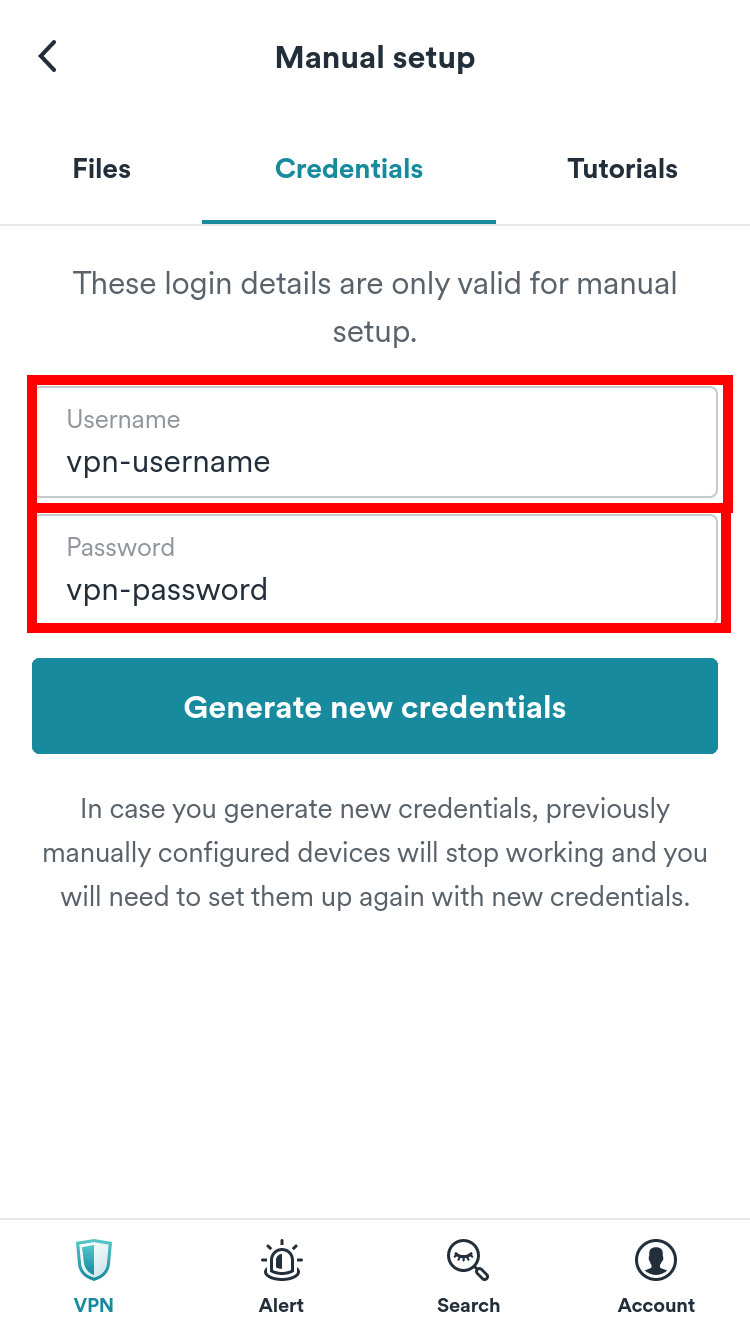 Manual setup
Files
Credentials
Tutorials
These login details are only valid for manual
setup.
Username
vpn-username
Password
vpn-password
Generate new credentials
In case you generate new credentials, previously
manually configured devices will stop working and you
will need to set them up again with new credentials.
VPN
Alert
Search
Account